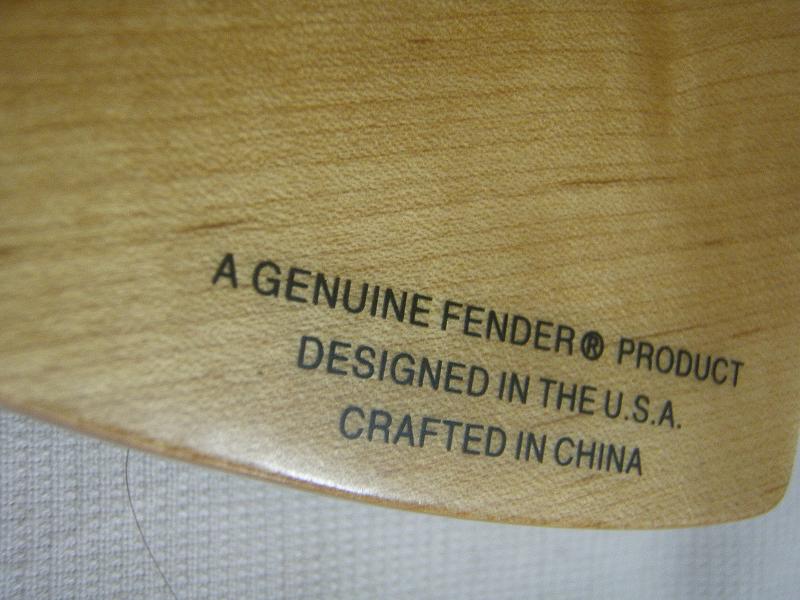 A GENUINE FENDER® PRODUCT
DESIGNED IN THE U.S.A.
CRAFTED IN CHINA